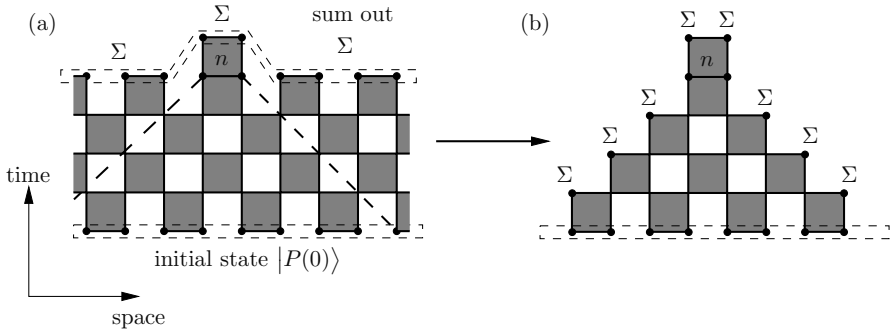 (a)
Σ
sum out
Σ
Σ
n
time
initial state |P(0)⟩
space
(b)
Σ Σ
n
Σ Σ
Σ Σ
Σ Σ